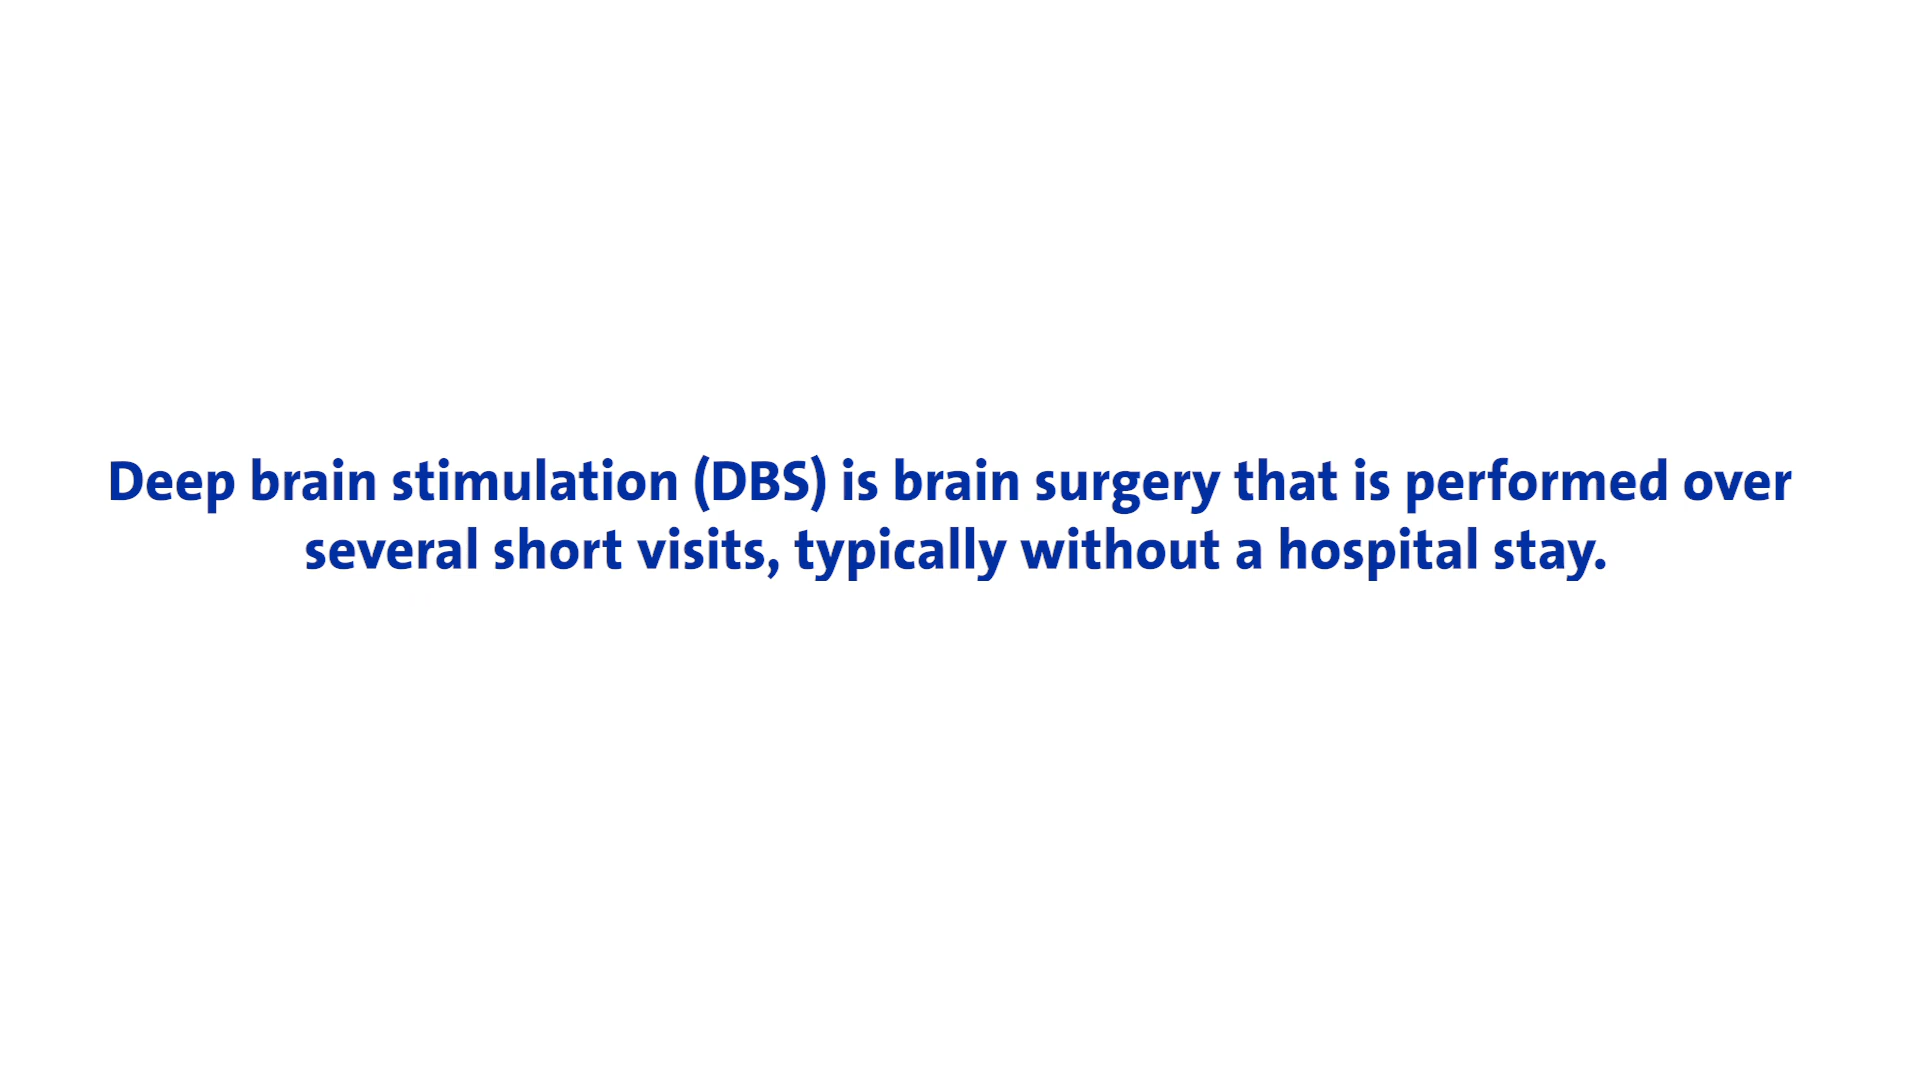 Deep brain stimulation (DBS) is brain surgery that is performed over
several short visits, typically without a hospital stay.